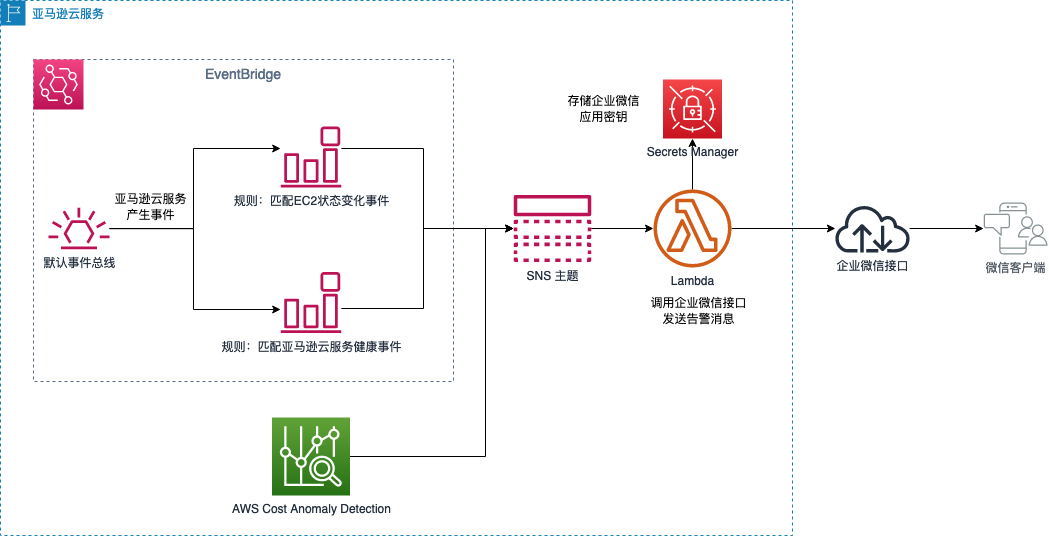 亚马逊云服务
EventBridge
亚马逊云服务
产生事件
默认事件总线
规则：匹配EC2状态变化事件
规则：匹配亚马逊云服务健康事件
AWS Cost Anomaly Detection
SNS 主题
存储企业微信
应用密钥
Secrets Manager
Lambda
调用企业微信接口
发送告警消息
企业微信接口
微信客户端